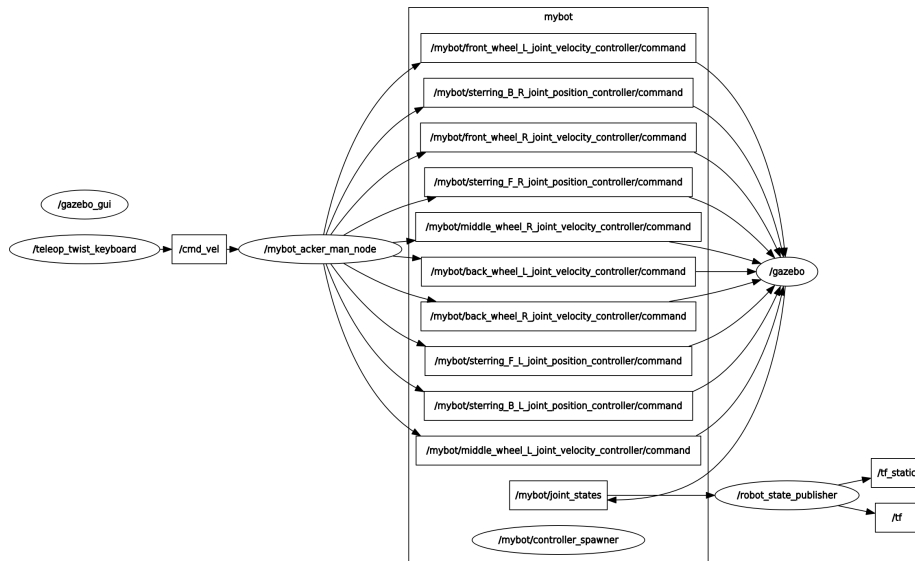 mybot
/mybot/front_wheel_L_joint_velocity_controller/command
/mybot/sterring_B_R_joint_position_controller/command
/mybot/front_wheel_R_joint_velocity_controller/command
/mybot/sterring_F_R_joint_position_controller/command
/gazebo_gui
/mybot/middle_wheel_R_joint_velocity_controller/command
/teleop_twist_keyboard
/cmd_vel
/mybot_acker_man_node
/mybot/back_wheel_L_joint_velocity_controller/command
/gazebo
/mybot/back_wheel_R_joint_velocity_controller/command
/mybot/sterring_F_L_joint_position_controller/command
/mybot/sterring_B_L_joint_position_controller/command
/mybot/middle_wheel_L_joint_velocity_controller/command
/tf_static
/mybot/joint_states
/robot_state_publisher
/tf
/mybot/controller_spawner